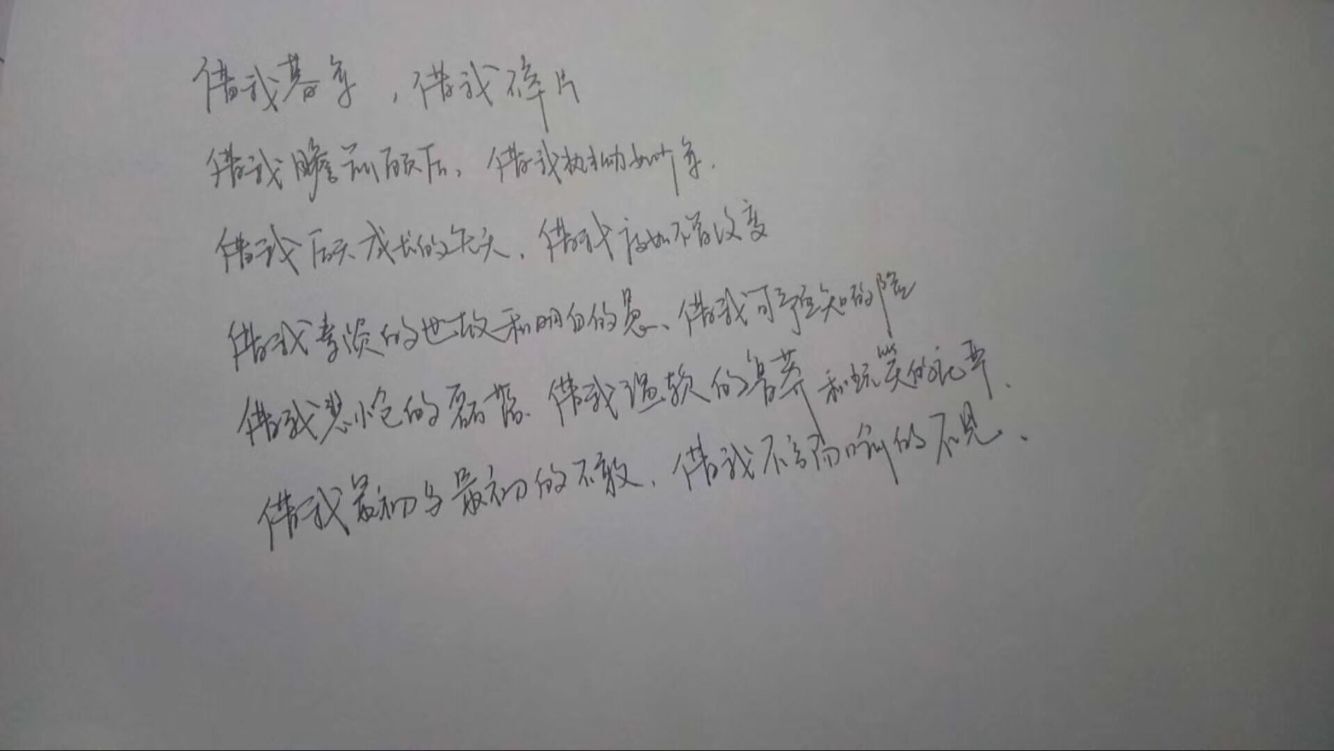 借我暮年,借我碎片
借我瞻前顾后,借我执拗如少年.
借我后天成长的先天,借我变如不曾改变
借我素淡的世故和明白的愚、借我可预知的险
借我悲怆的磊落、借我温软的鲁莽和玩笑的庄严.
借我最初与最初的不敢,借我不言而喻的不见、